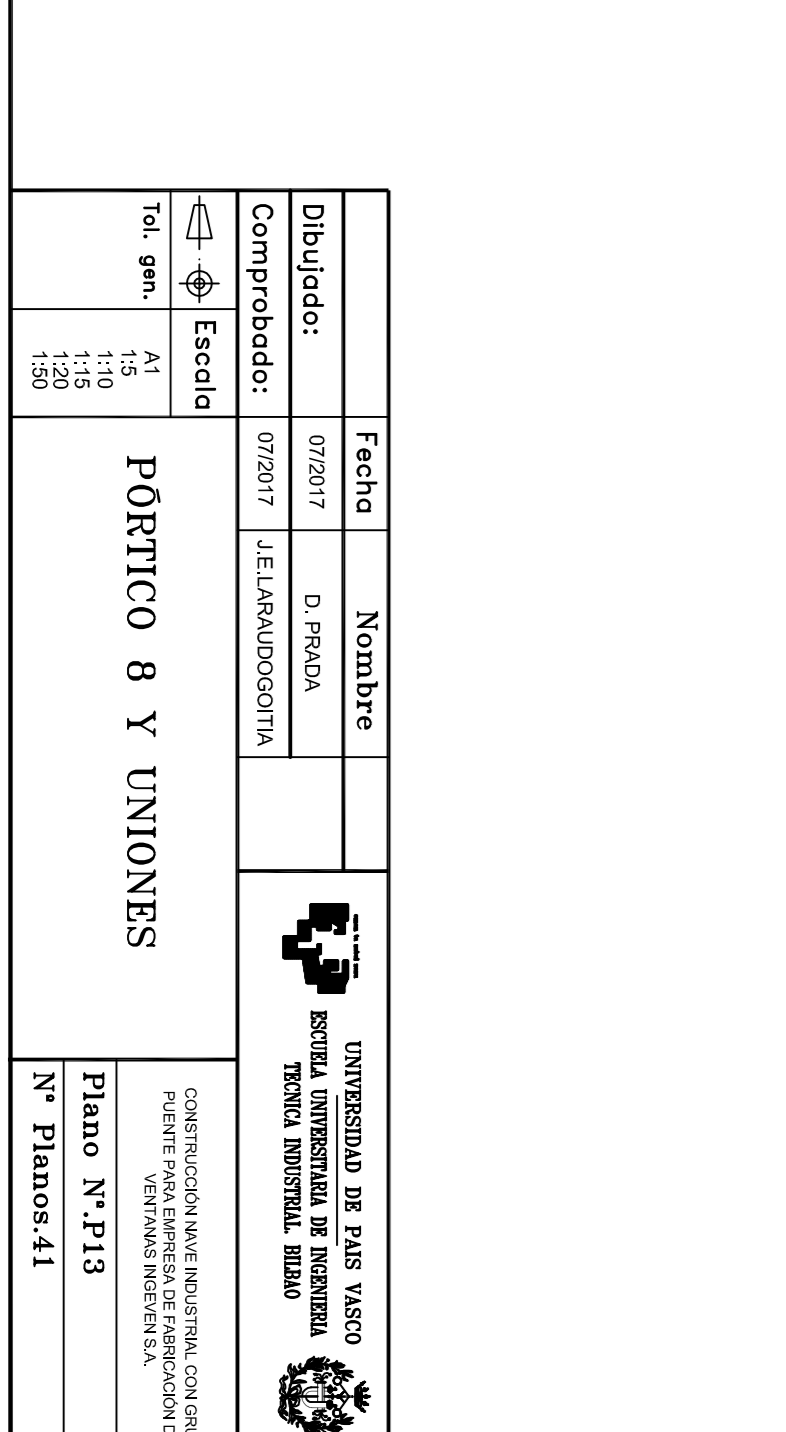 Fecha Nombre
Dibujado: 07/2017 D. PRADA
Comprobado: 07/2017 J.E.LARAUDOGOITIA
UNIVERSIDAD DE PAIS VASCO
ESCUELA UNIVERSITARIA DE INGENIERIA
TECNICA INDUSTRIAL. BILBAO
Escala
Tol. gen.
A1
1:5
1:10
1:15
1:20
1:50
PÓRTICO 8 Y UNIONES
CONSTRUCCIÓN NAVE INDUSTRIAL CON
PUENTE PARA EMPRESA DE FABRICACIÓN
VENTANAS INGEVEN S.A.
Plano Nº.P13
Nº Planos.41